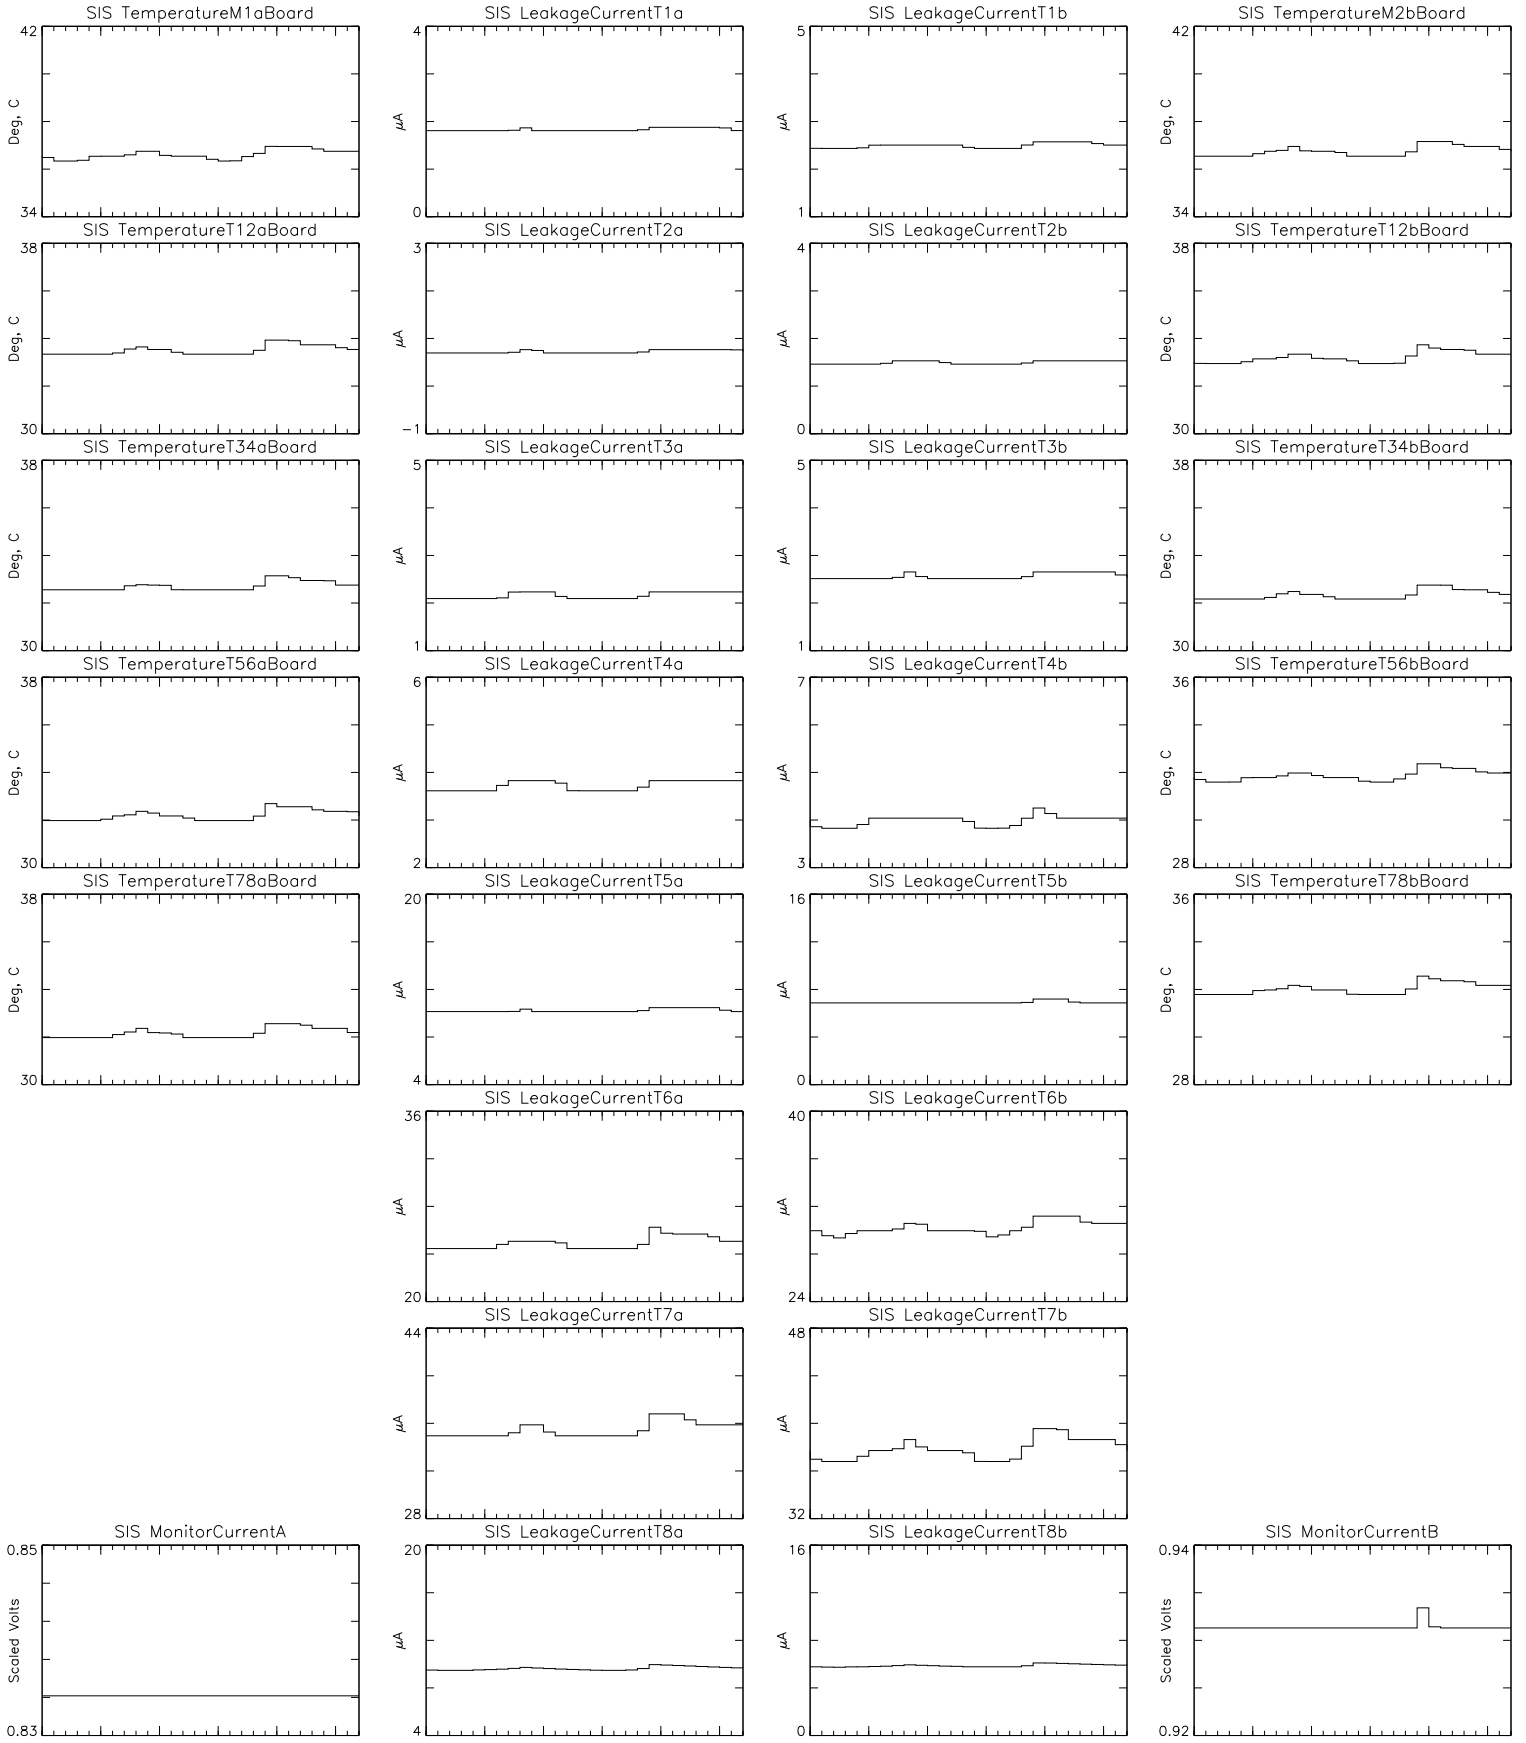 SIS TemperatureM1aBoard
42
Deg, C
34
SIS LeakageCurrentT1a
4
μA
0
SIS LeakageCurrentT1b
5
μA
1
SIS TemperatureM2bBoard
42
Deg, C
34
SIS TemperatureT12aBoard
38
Deg, C
30
SIS LeakageCurrentT2a
3
μA
-1
SIS LeakageCurrentT2b
4
μA
0
SIS TemperatureT12bBoard
38
Deg, C
30
SIS TemperatureT34aBoard
38
Deg, C
30
SIS LeakageCurrentT3a
5
μA
1
SIS LeakageCurrentT3b
5
μA
1
SIS TemperatureT34bBoard
38
Deg, C
30
SIS TemperatureT56aBoard
38
Deg, C
30
SIS LeakageCurrentT4a
6
μA
2
SIS LeakageCurrentT4b
7
μA
3
SIS TemperatureT56bBoard
36
Deg, C
28
SIS TemperatureT78aBoard
38
Deg, C
30
SIS LeakageCurrentT5a
20
μA
4
SIS LeakageCurrentT5b
16
μA
0
SIS TemperatureT78bBoard
36
Deg, C
28
SIS LeakageCurrentT6a
36
μA
20
SIS LeakageCurrentT6b
40
μA
24
SIS LeakageCurrentT7a
44
μA
28
SIS LeakageCurrentT7b
48
μA
32
SIS MonitorCurrentA
0.85
Scaled Volts
0.83
SIS LeakageCurrentT8a
20
μA
4
SIS LeakageCurrentT8b
16
μA
0
SIS MonitorCurrentB
0.94
Scaled Volts
0.92